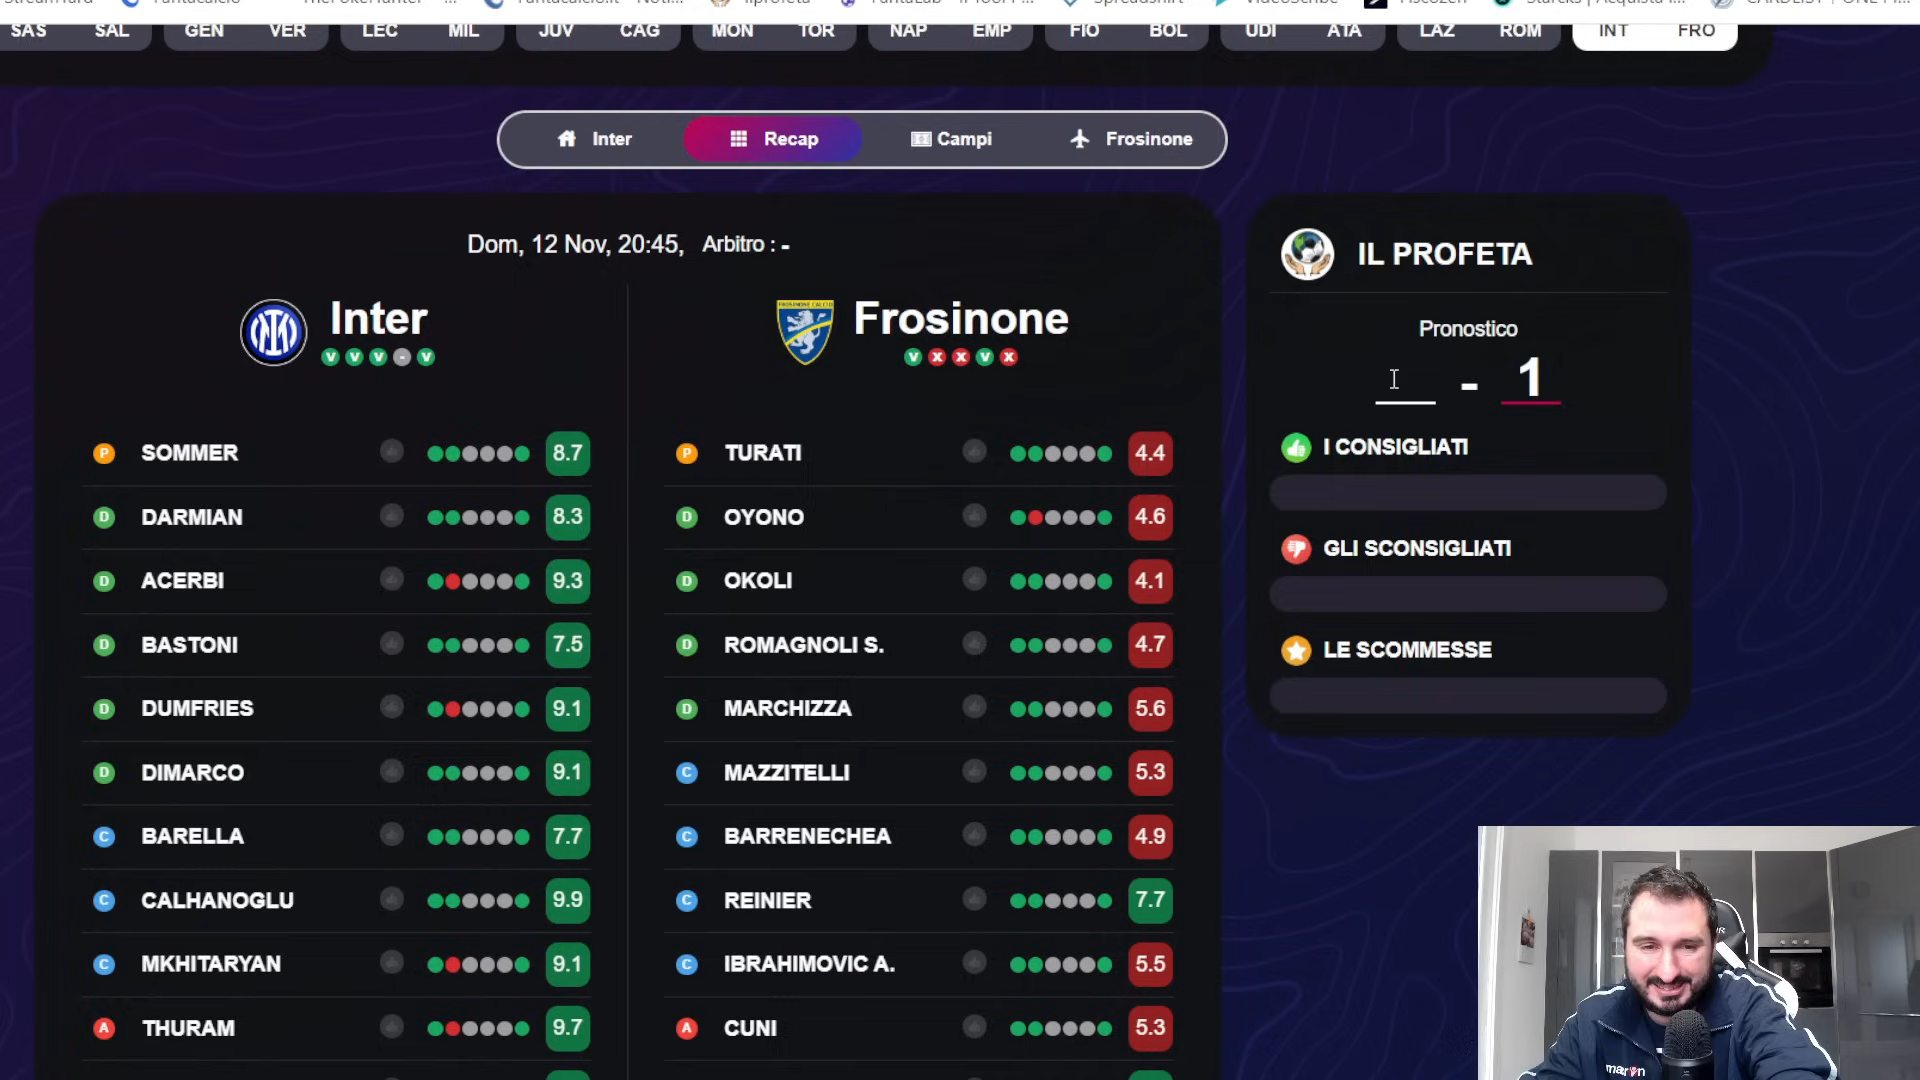 Fantacalcio
SAS SAL GEN VER LEC MIL JUV CAG MON TOR NAP EMP FIO BOL UDI ATA LAZ ROM INT FRO
Inter Recap Campi Frosinone
Dom, 12 Nov, 20:45, Arbitro : -
Inter
V V V - V
Frosinone
V X X V X
P SOMMER 8.7
D DARMIAN 8.3
D ACERBI 9.3
D BASTONI 7.5
D DUMFRIES 9.1
D DIMARCO 9.1
C BARELLA 7.7
C CALHANOGLU 9.9
C MKHITARYAN 9.1
A THURAM 9.7
P TURATI 4.4
D OYONO 4.6
D OKOLI 4.1
D ROMAGNOLI S. 4.7
D MARCHIZZA 5.6
C MAZZITELLI 5.3
C BARRENECHEA 4.9
C REINIER 7.7
C IBRAHIMOVIC A. 5.5
A CUNI 5.3
IL PROFETA
Pronostico
- 1
I CONSIGLIATI
GLI SCONSIGLIATI
LE SCOMMESSE